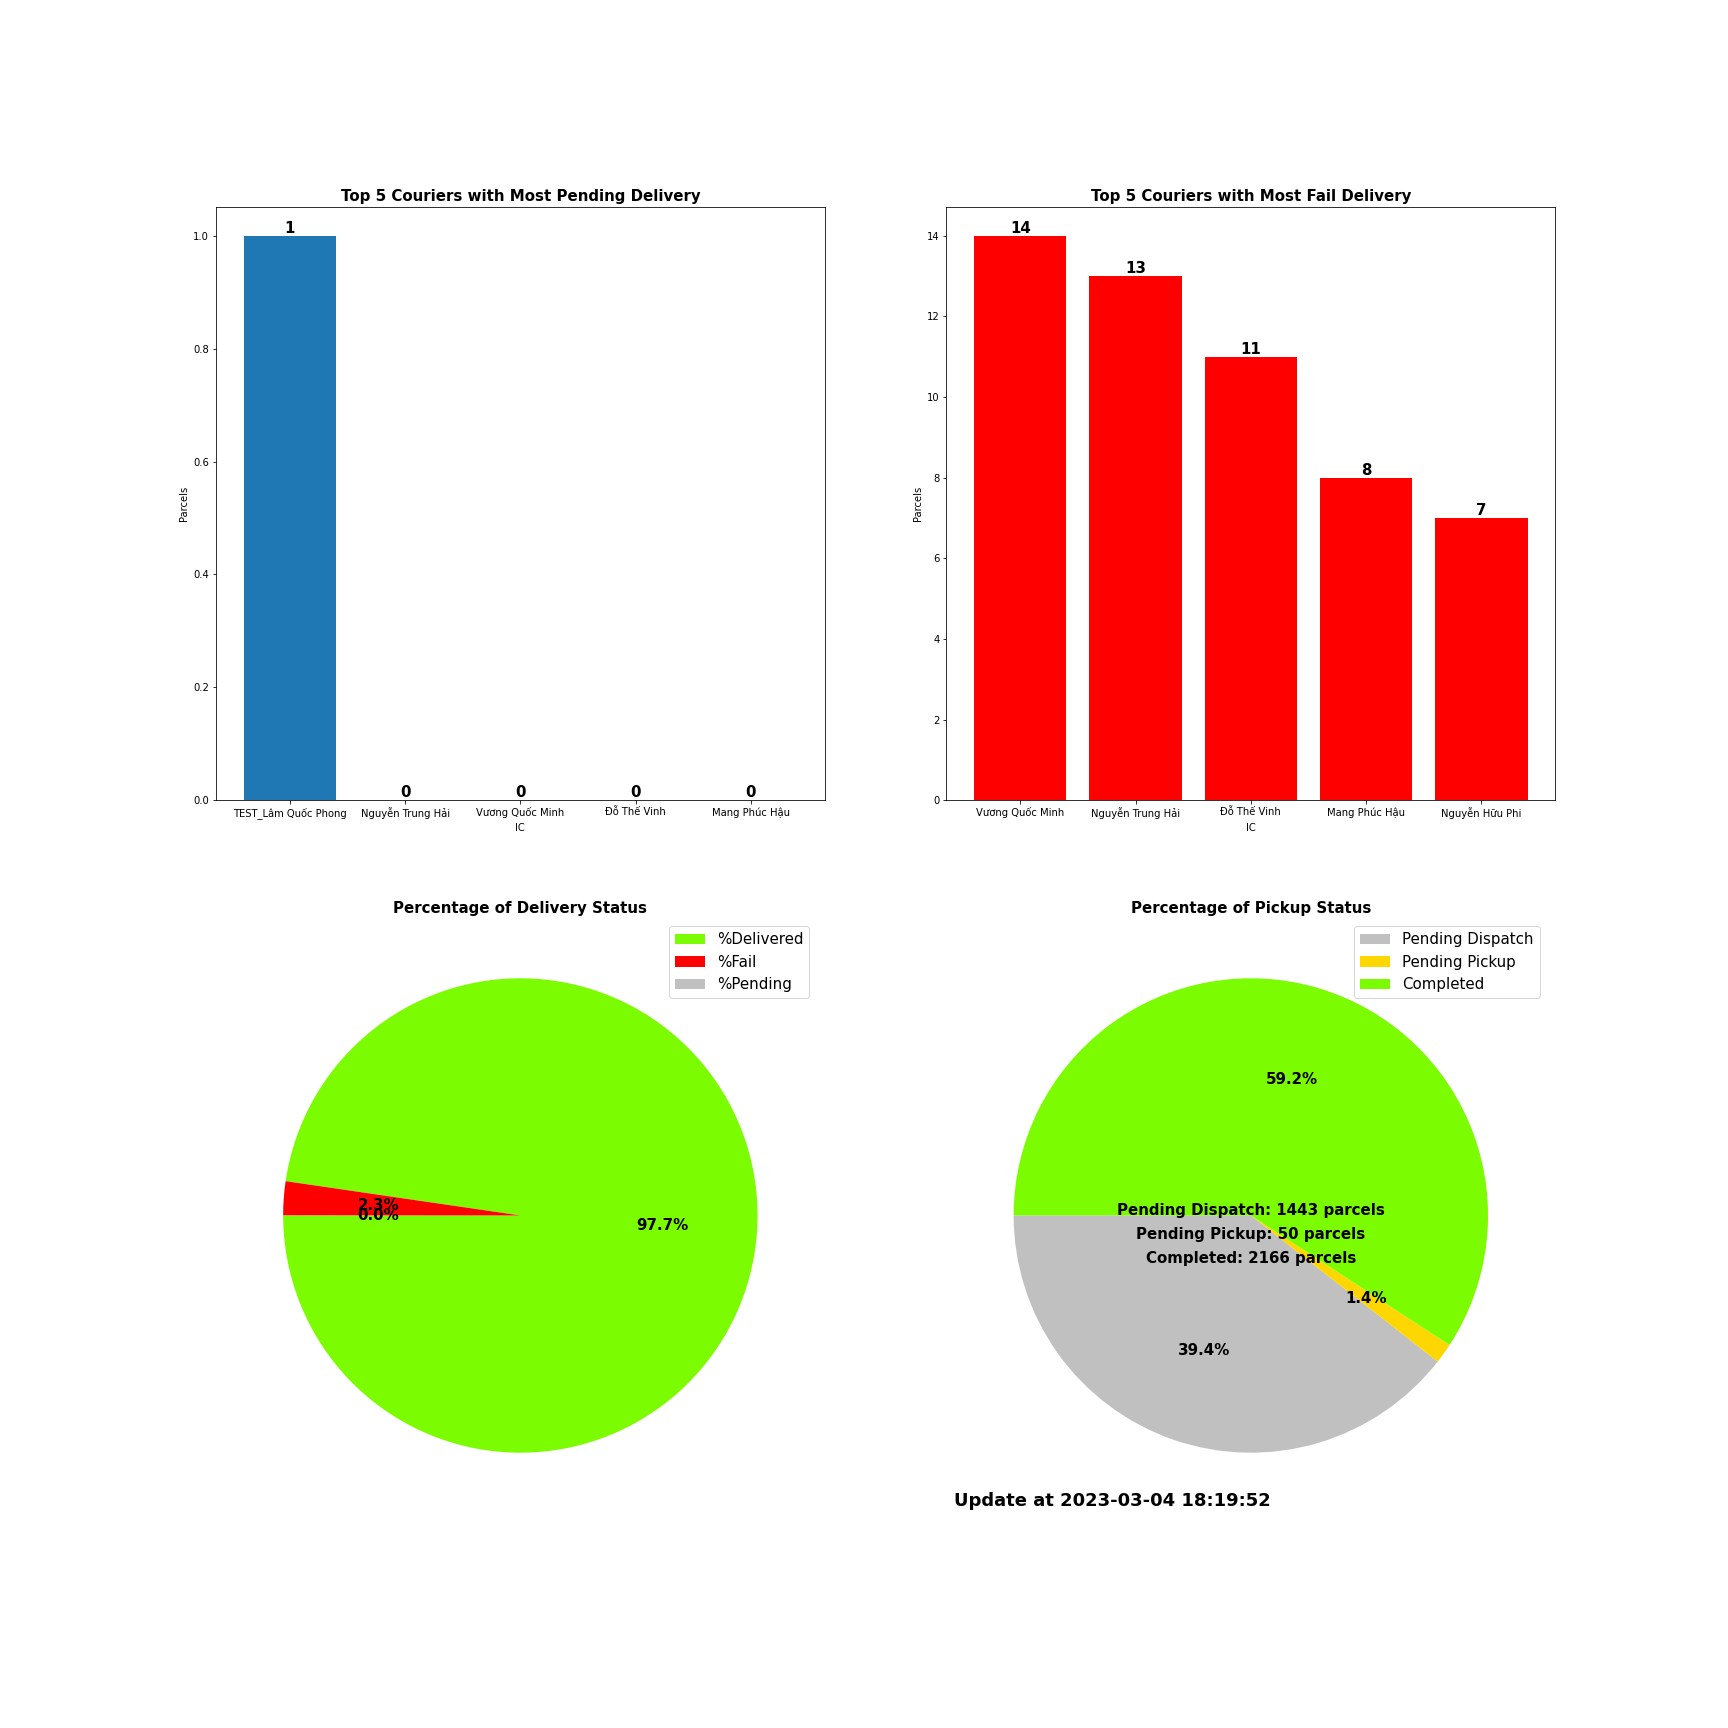 Top 5 Couriers with Most Pending Delivery
1
1.0
0.8
0.6
0.4
0.2
0.0
Parcels
0
0
0
0
TEST_Lâm Quốc Phong
Nguyễn Trung Hải
Vương Quốc Minh
Đỗ Thế Vinh
Mang Phúc Hậu
IC
Top 5 Couriers with Most Fail Delivery
14
13
11
8
7
14
12
10
8
6
4
2
0
Parcels
Vương Quốc Minh
Nguyễn Trung Hải
Đỗ Thế Vinh
Mang Phúc Hậu
Nguyễn Hữu Phi
IC
Percentage of Delivery Status
%Delivered
%Fail
%Pending
2.3%
0.0%
97.7%
Percentage of Pickup Status
Pending Dispatch
Pending Pickup
Completed
59.2%
Pending Dispatch: 1443 parcels
Pending Pickup: 50 parcels
Completed: 2166 parcels
1.4%
39.4%
Update at 2023-03-04 18:19:52